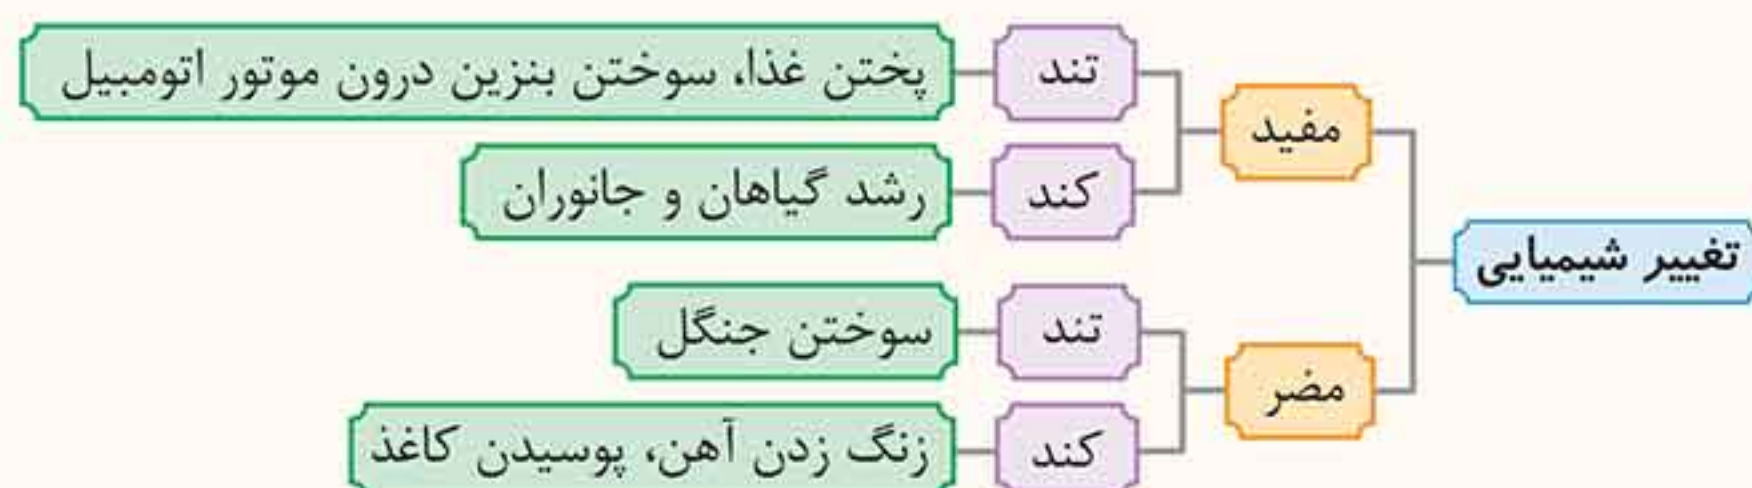 تغییر شیمیایی
مفید
تند
پختن غذا، سوختن بنزین درون موتور اتومبیل
کند
رشد گیاهان و جانوران
مضر
تند
سوختن جنگل
کند
زنگ زدن آهن، پوسیدن کاغذ